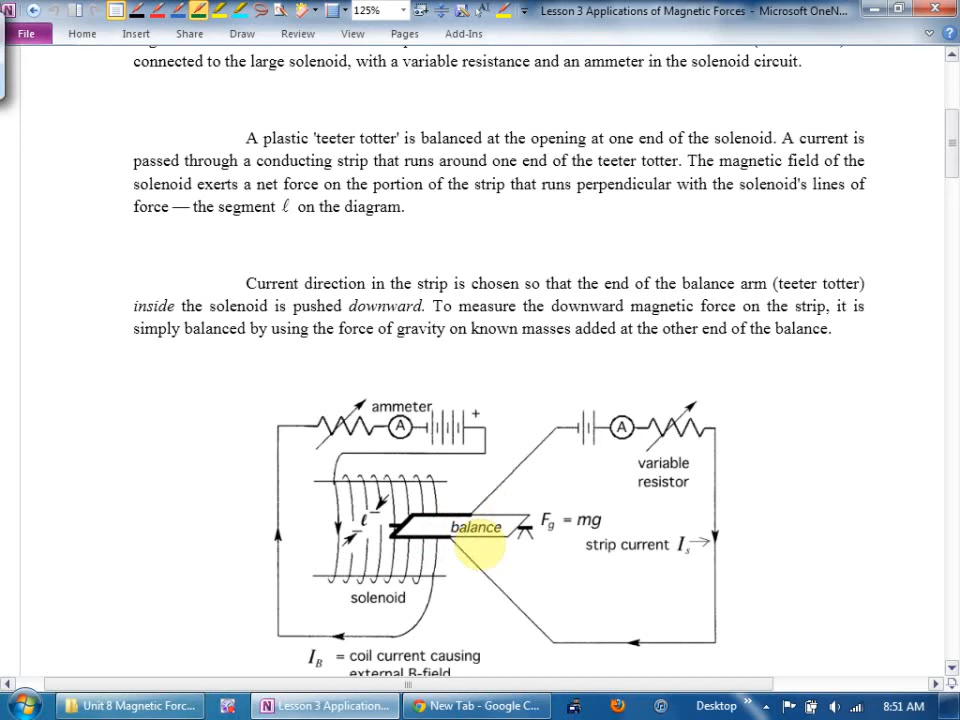 125%
Lesson 3 Applications of Magnetic Forces - Microsoft OneN...
File Home Insert Share Draw Review View Pages Add-Ins
connected to the large solenoid, with a variable resistance and an ammeter in the solenoid circuit.
A plastic 'teeter totter' is balanced at the opening at one end of the solenoid. A current is
passed through a conducting strip that runs around one end of the teeter totter. The magnetic field of the
solenoid exerts a net force on the portion of the strip that runs perpendicular with the solenoid's lines of
force — the segment ℓ on the diagram.
Current direction in the strip is chosen so that the end of the balance arm (teeter totter)
inside the solenoid is pushed downward. To measure the downward magnetic force on the strip, it is
simply balanced by using the force of gravity on known masses added at the other end of the balance.
ammeter
A
+
A
variable
resistor
ℓ
balance
Fg = mg
strip current Is
solenoid
IB = coil current causing
external B-field
Unit 8 Magnetic Forc...
Lesson 3 Application...
New Tab - Google C...
Desktop
8:51 AM